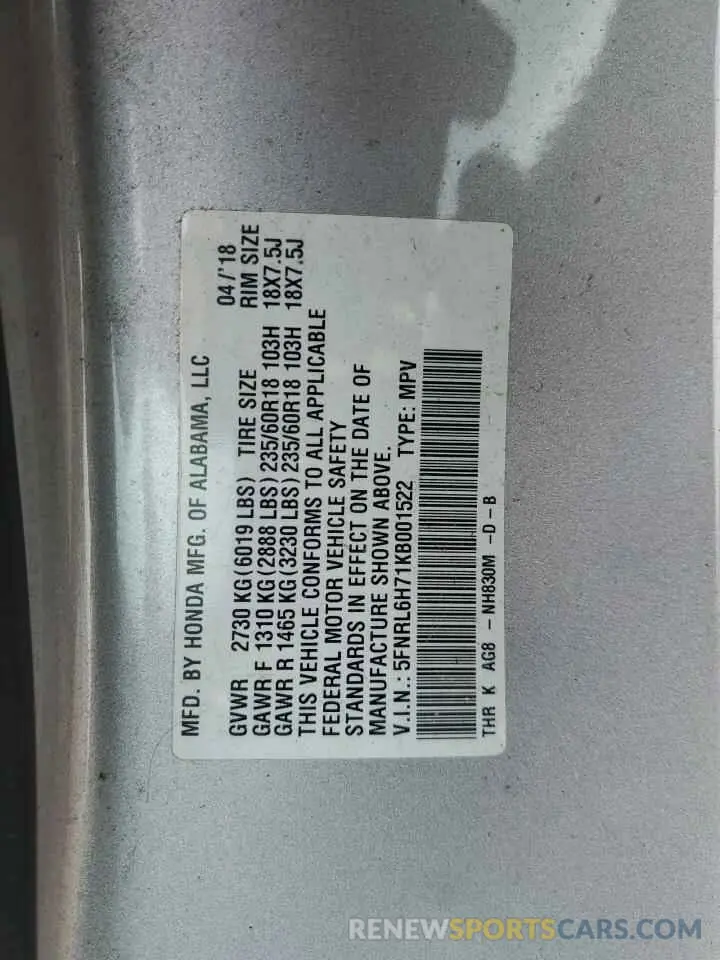 MFD. BY HONDA MFG. OF ALABAMA, LLC 04/'18
GVWR 2730 KG(6019 LBS) TIRE SIZE RIM SIZE
GAWR F 1310 KG(2888 LBS)235/60R18 103H 18X7.5J
GAWR R 1465 KG(3230 LBS)235/60R18 103H 18X7.5J
THIS VEHICLE CONFORMS TO ALL APPLICABLE
FEDERAL MOTOR VEHICLE SAFETY
STANDARDS IN EFFECT ON THE DATE OF
MANUFACTURE SHOWN ABOVE.
V.I.N.: 5FNRL6H71KB001522 TYPE: MPV
THR K AG8 - NH830M -D-B
RENEWSPORTSCARS.COM